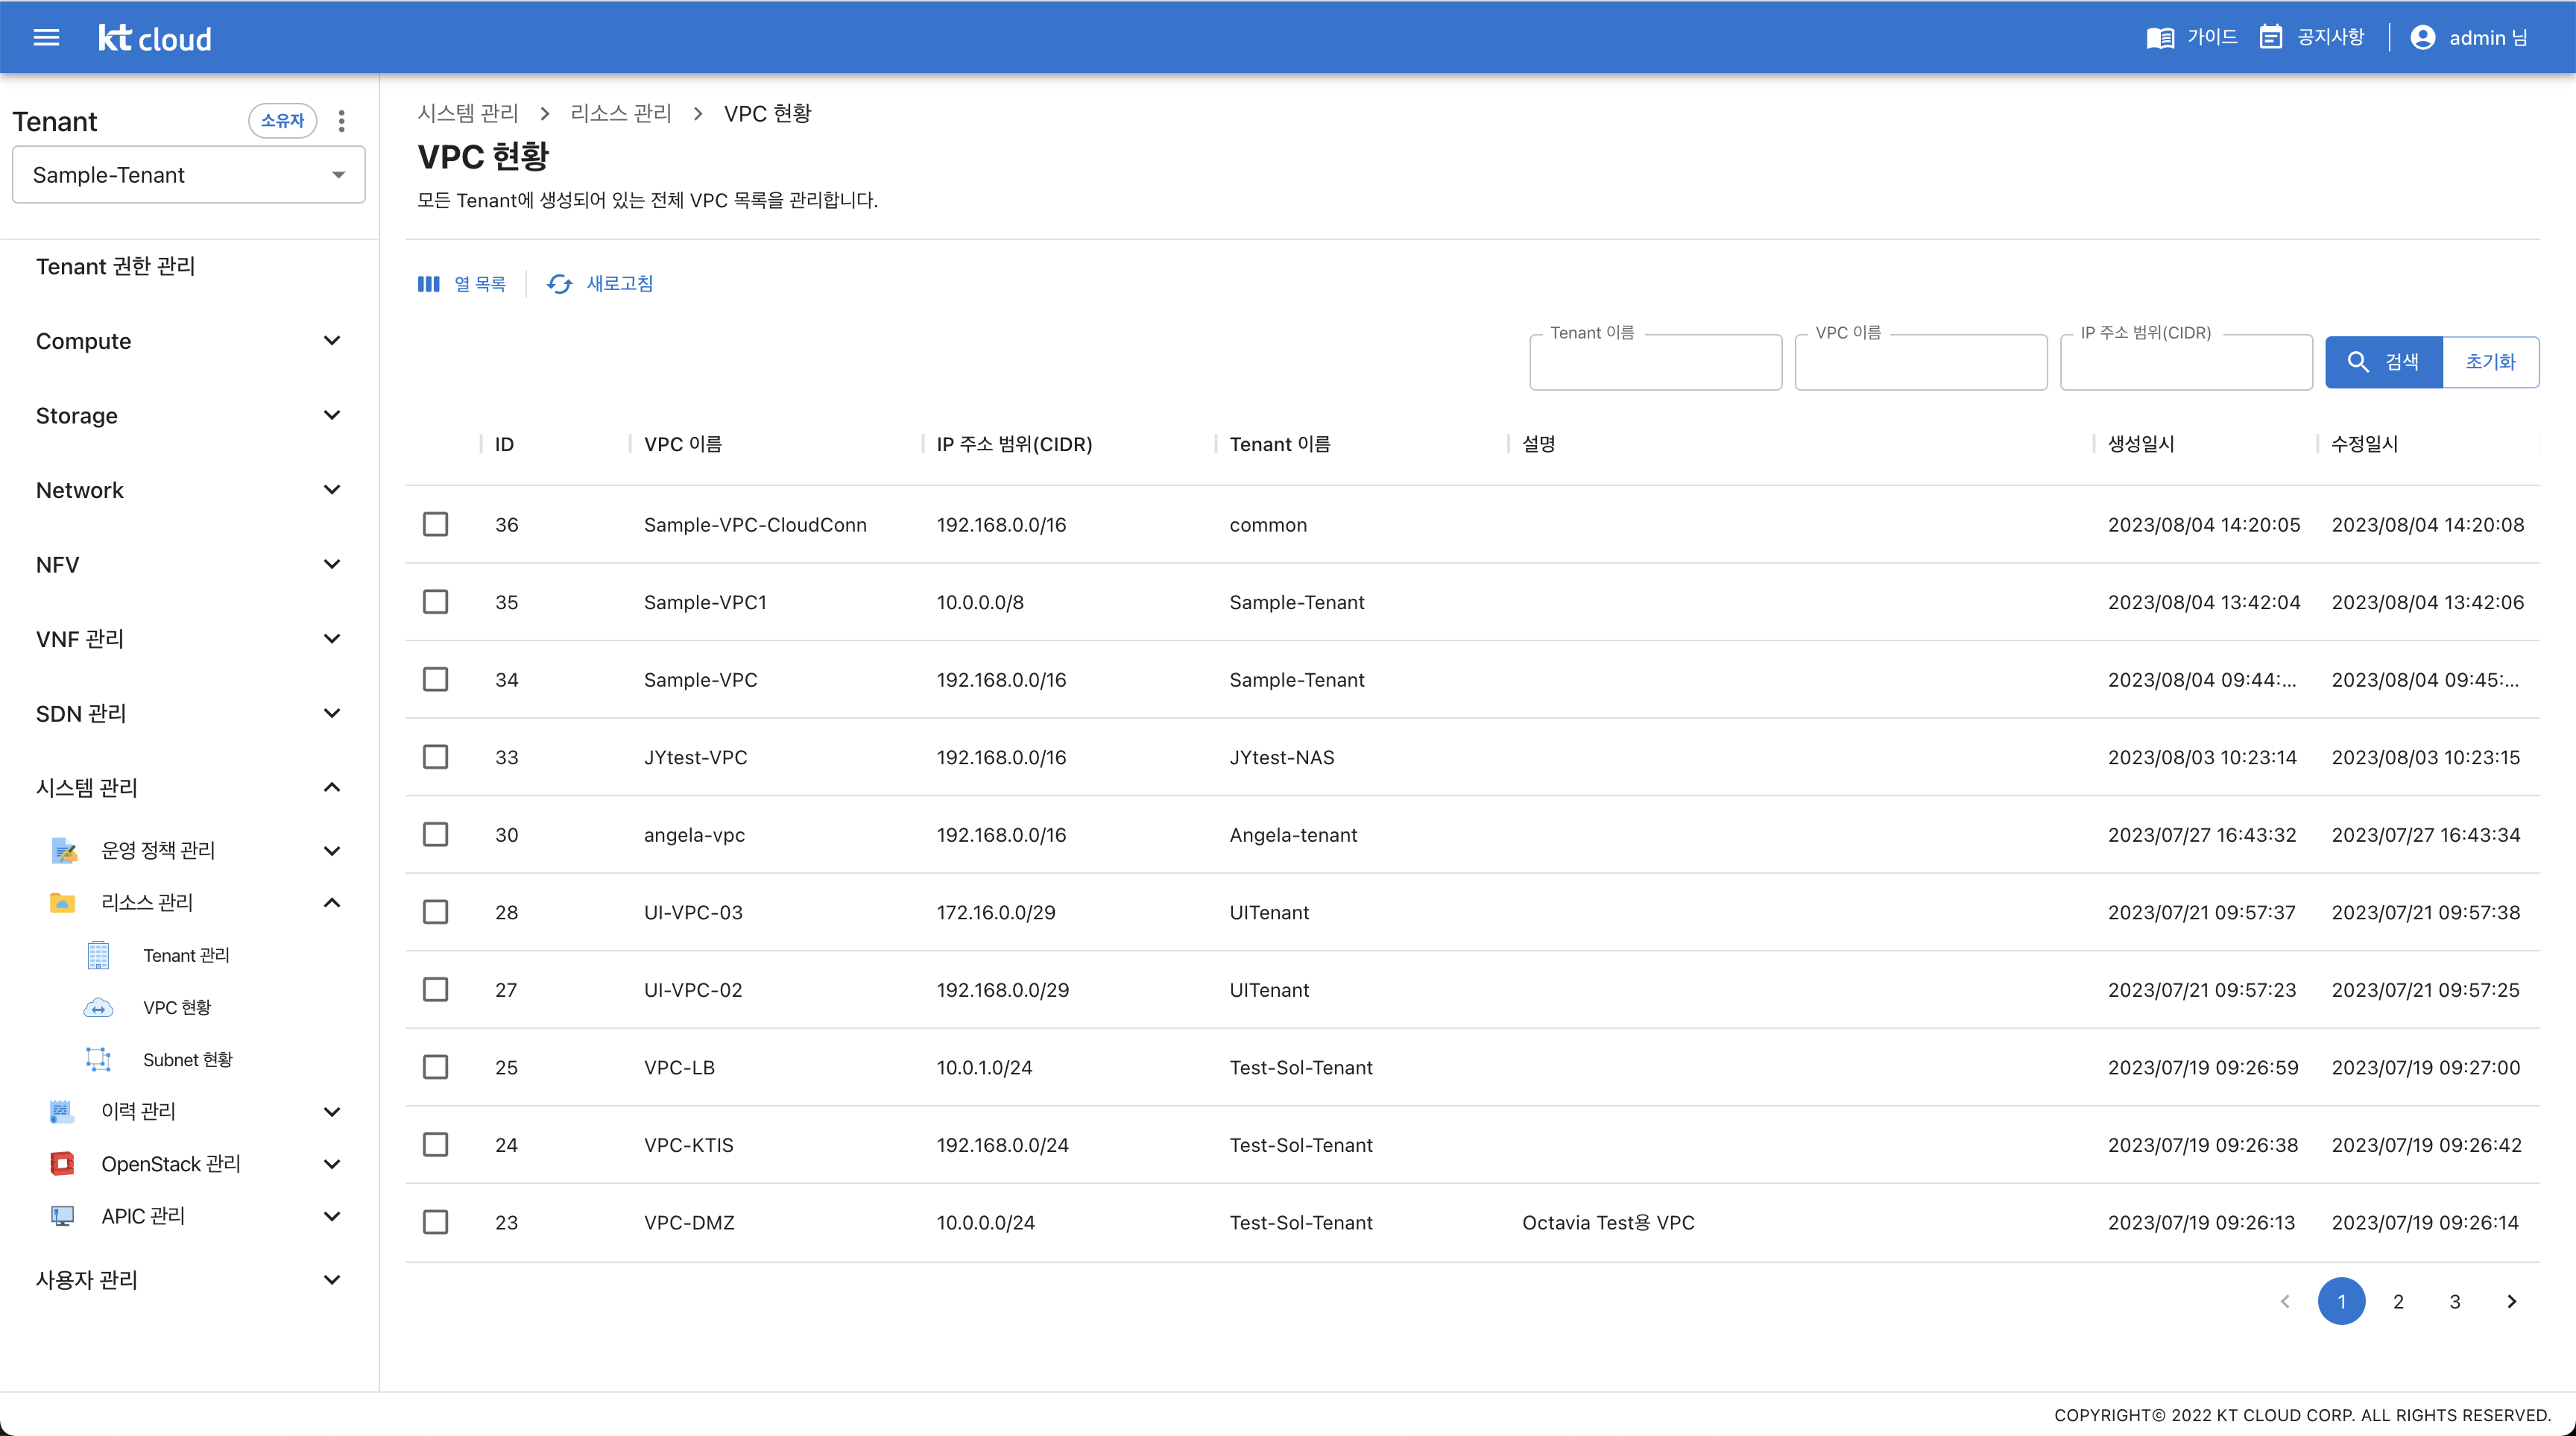 kt cloud
가이드
공지사항
admin 님
Tenant
소유자
Sample-Tenant
Tenant 권한 관리
Compute
Storage
Network
NFV
VNF 관리
SDN 관리
시스템 관리
운영 정책 관리
리소스 관리
Tenant 관리
VPC 현황
Subnet 현황
이력 관리
OpenStack 관리
APIC 관리
사용자 관리
시스템 관리 > 리소스 관리 > VPC 현황
VPC 현황
모든 Tenant에 생성되어 있는 전체 VPC 목록을 관리합니다.
열 목록 새로고침
Tenant 이름 VPC 이름 IP 주소 범위(CIDR) 검색 초기화
ID VPC 이름 IP 주소 범위(CIDR) Tenant 이름 설명 생성일시 수정일시
36 Sample-VPC-CloudConn 192.168.0.0/16 common 2023/08/04 14:20:05 2023/08/04 14:20:08
35 Sample-VPC1 10.0.0.0/8 Sample-Tenant 2023/08/04 13:42:04 2023/08/04 13:42:06
34 Sample-VPC 192.168.0.0/16 Sample-Tenant 2023/08/04 09:44:... 2023/08/04 09:45:...
33 JYtest-VPC 192.168.0.0/16 JYtest-NAS 2023/08/03 10:23:14 2023/08/03 10:23:15
30 angela-vpc 192.168.0.0/16 Angela-tenant 2023/07/27 16:43:32 2023/07/27 16:43:34
28 UI-VPC-03 172.16.0.0/29 UITenant 2023/07/21 09:57:37 2023/07/21 09:57:38
27 UI-VPC-02 192.168.0.0/29 UITenant 2023/07/21 09:57:23 2023/07/21 09:57:25
25 VPC-LB 10.0.1.0/24 Test-Sol-Tenant 2023/07/19 09:26:59 2023/07/19 09:27:00
24 VPC-KTIS 192.168.0.0/24 Test-Sol-Tenant 2023/07/19 09:26:38 2023/07/19 09:26:42
23 VPC-DMZ 10.0.0.0/24 Test-Sol-Tenant Octavia Test용 VPC 2023/07/19 09:26:13 2023/07/19 09:26:14
1 2 3
COPYRIGHT© 2022 KT CLOUD CORP. ALL RIGHTS RESERVED.